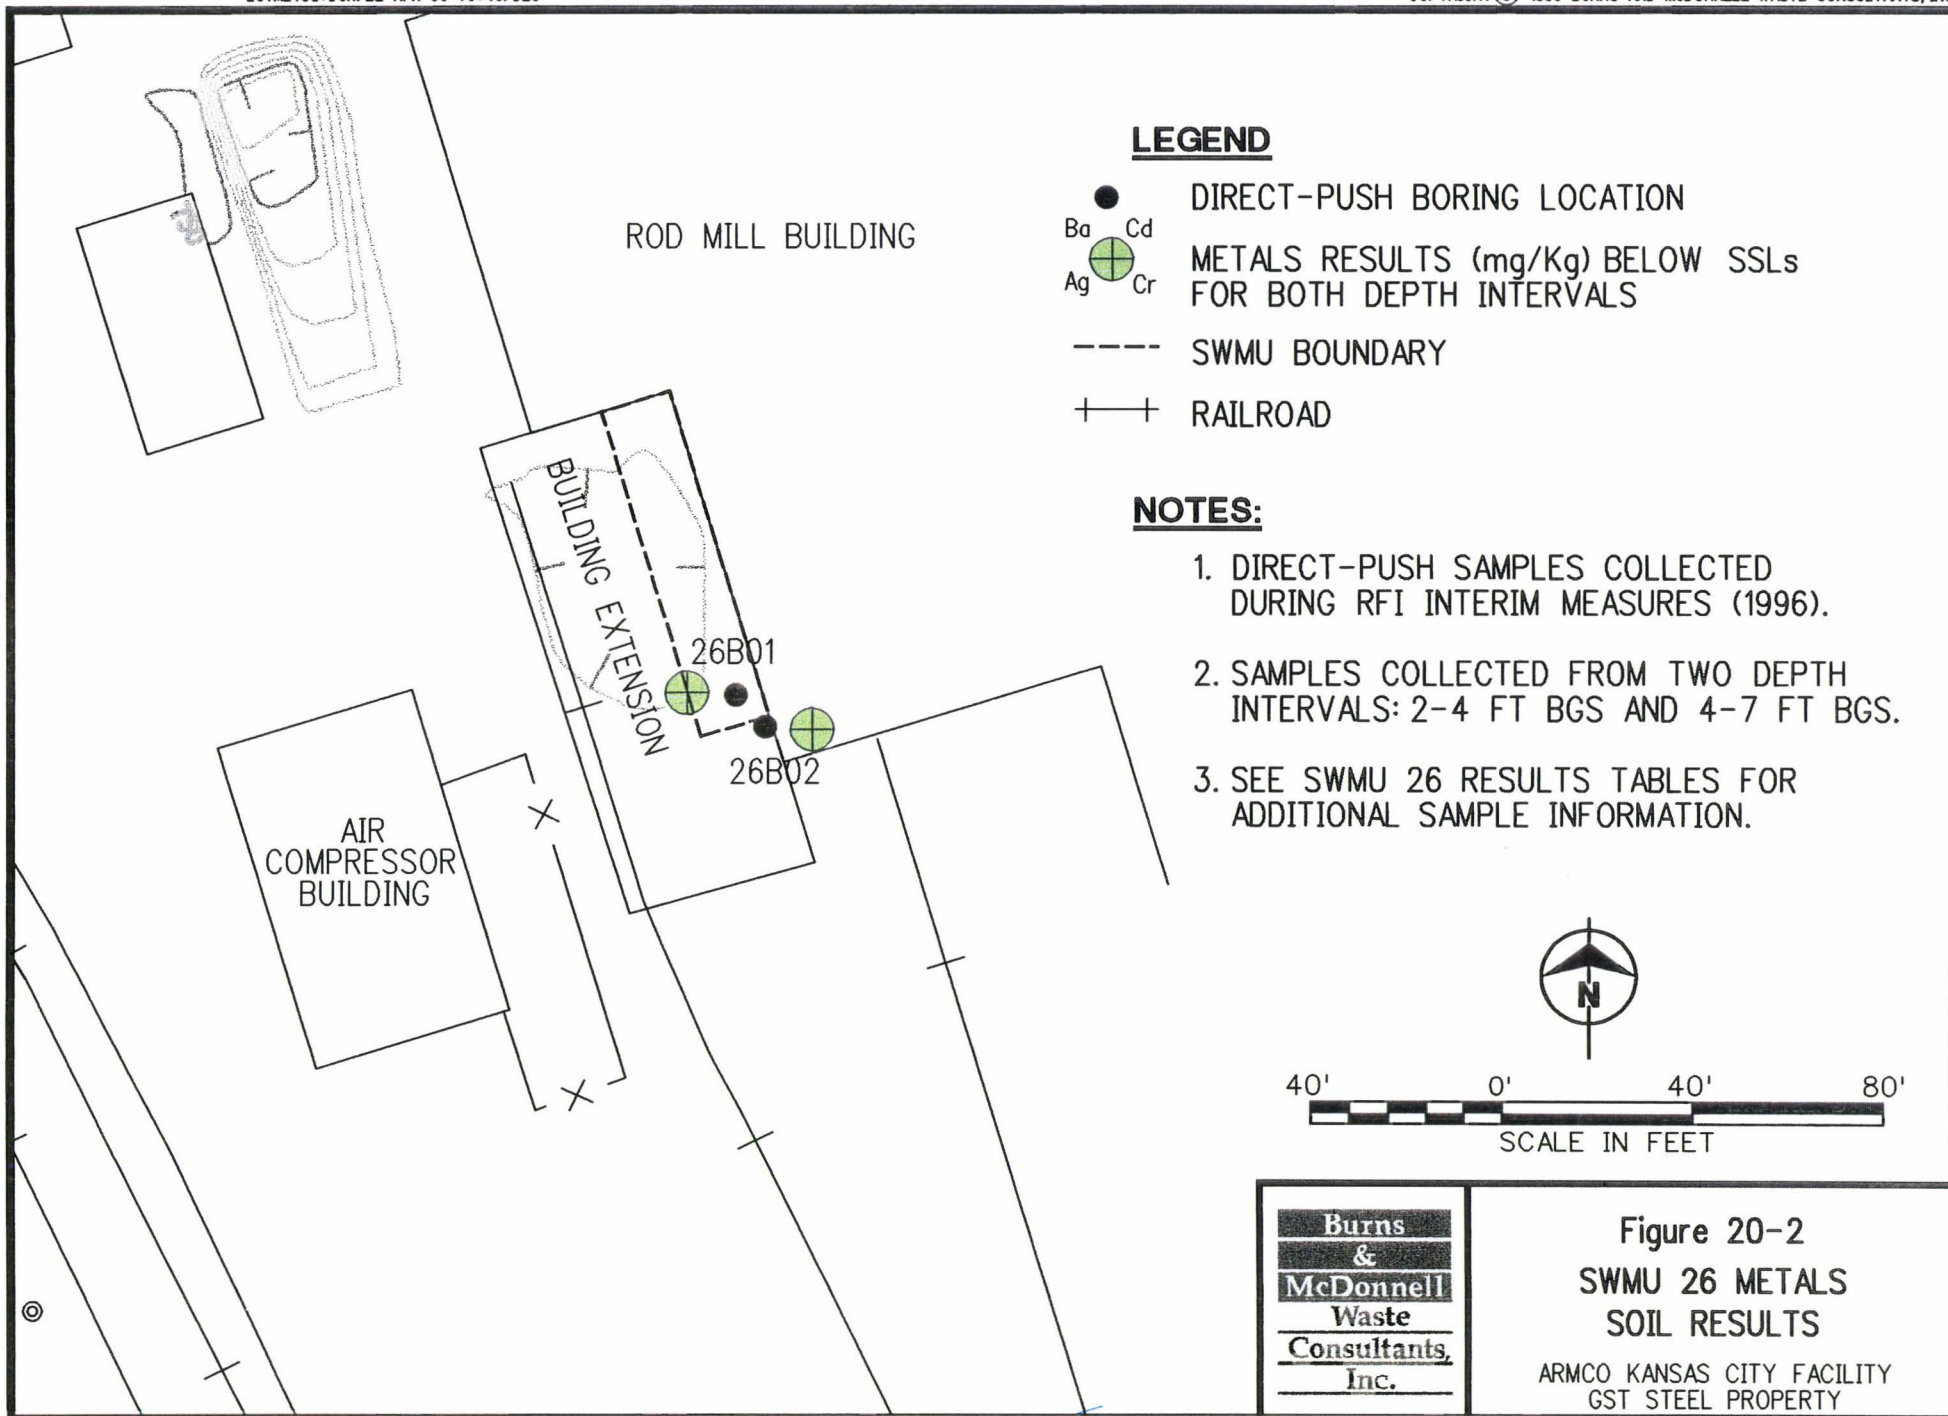 ROD MILL BUILDING
LEGEND
DIRECT-PUSH BORING LOCATION
Ba Cd
Ag Cr
METALS RESULTS (mg/Kg) BELOW SSLs
FOR BOTH DEPTH INTERVALS
SWMU BOUNDARY
RAILROAD
NOTES:
1. DIRECT-PUSH SAMPLES COLLECTED
DURING RFI INTERIM MEASURES (1996).
2. SAMPLES COLLECTED FROM TWO DEPTH
INTERVALS: 2-4 FT BGS AND 4-7 FT BGS.
3. SEE SWMU 26 RESULTS TABLES FOR
ADDITIONAL SAMPLE INFORMATION.
BUILDING EXTENSION
26B01
26B02
AIR
COMPRESSOR
BUILDING
X
X
N
40' 0' 40' 80'
SCALE IN FEET
Burns
&
McDonnell
Waste
Consultants,
Inc.
Figure 20-2
SWMU 26 METALS
SOIL RESULTS
ARMCO KANSAS CITY FACILITY
GST STEEL PROPERTY